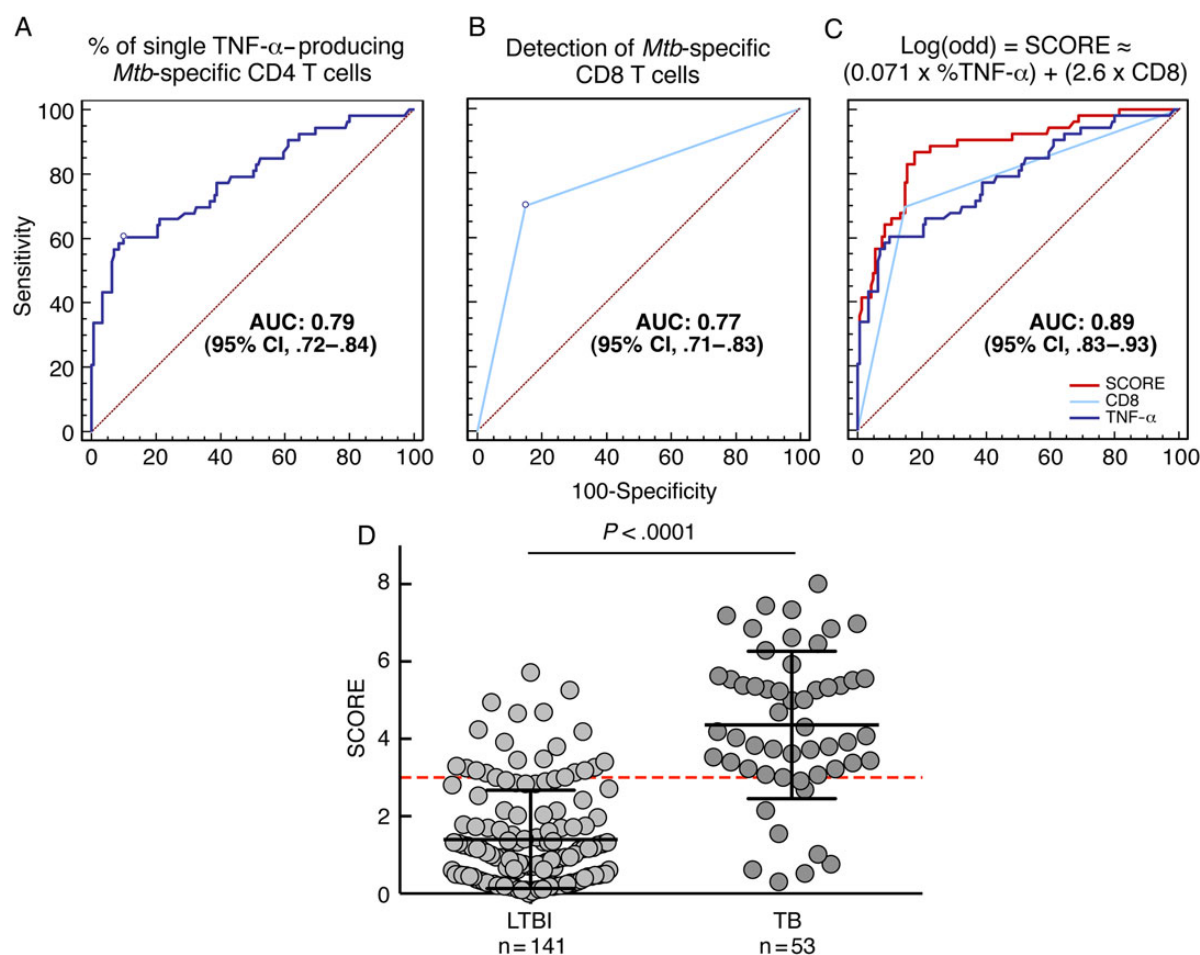 A
% of single TNF-α–producing
Mtb-specific CD4 T cells
Sensitivity
100
80
60
40
20
0
0 20 40 60 80 100
AUC: 0.79
(95% CI, .72–.84)
B
Detection of Mtb-specific
CD8 T cells
0 20 40 60 80 100
AUC: 0.77
(95% CI, .71–.83)
100-Specificity
C
Log(odd) = SCORE ≈
(0.071 x %TNF-α) + (2.6 x CD8)
AUC: 0.89
(95% CI, .83–.93)
SCORE
CD8
TNF-α
0 20 40 60 80 100
D
P < .0001
SCORE
8
6
4
2
0
LTBI
n = 141
TB
n = 53